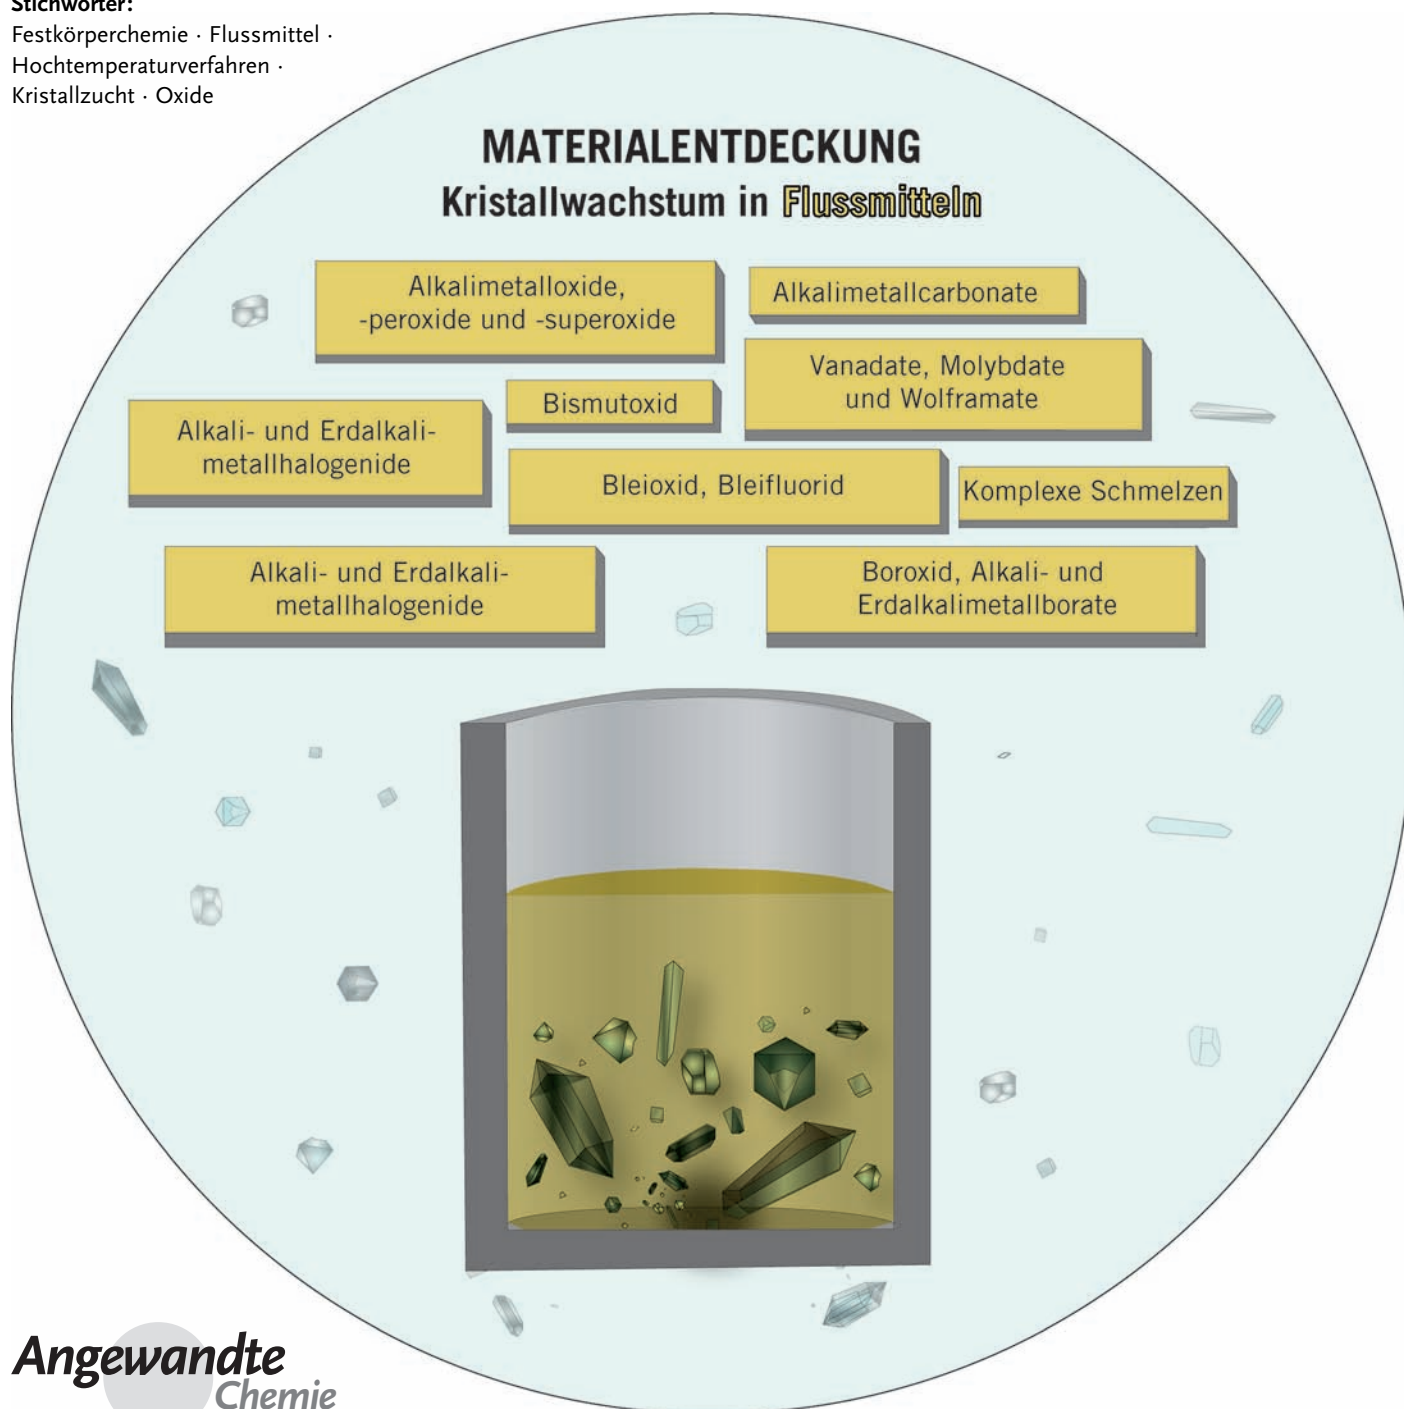 Stichwörter:
Festkörperchemie · Flussmittel ·
Hochtemperaturverfahren ·
Kristallzucht · Oxide
MATERIALENTDECKUNG
Kristallwachstum in Flussmitteln
Alkalimetalloxide,
-peroxide und -superoxide
Alkalimetallcarbonate
Vanadate, Molybdate
und Wolframate
Bismutoxid
Alkali- und Erdalkali-
metallhalogenide
Bleioxid, Bleifluorid
Komplexe Schmelzen
Alkali- und Erdalkali-
metallhalogenide
Boroxid, Alkali- und
Erdalkalimetallborate
Angewandte
Chemie